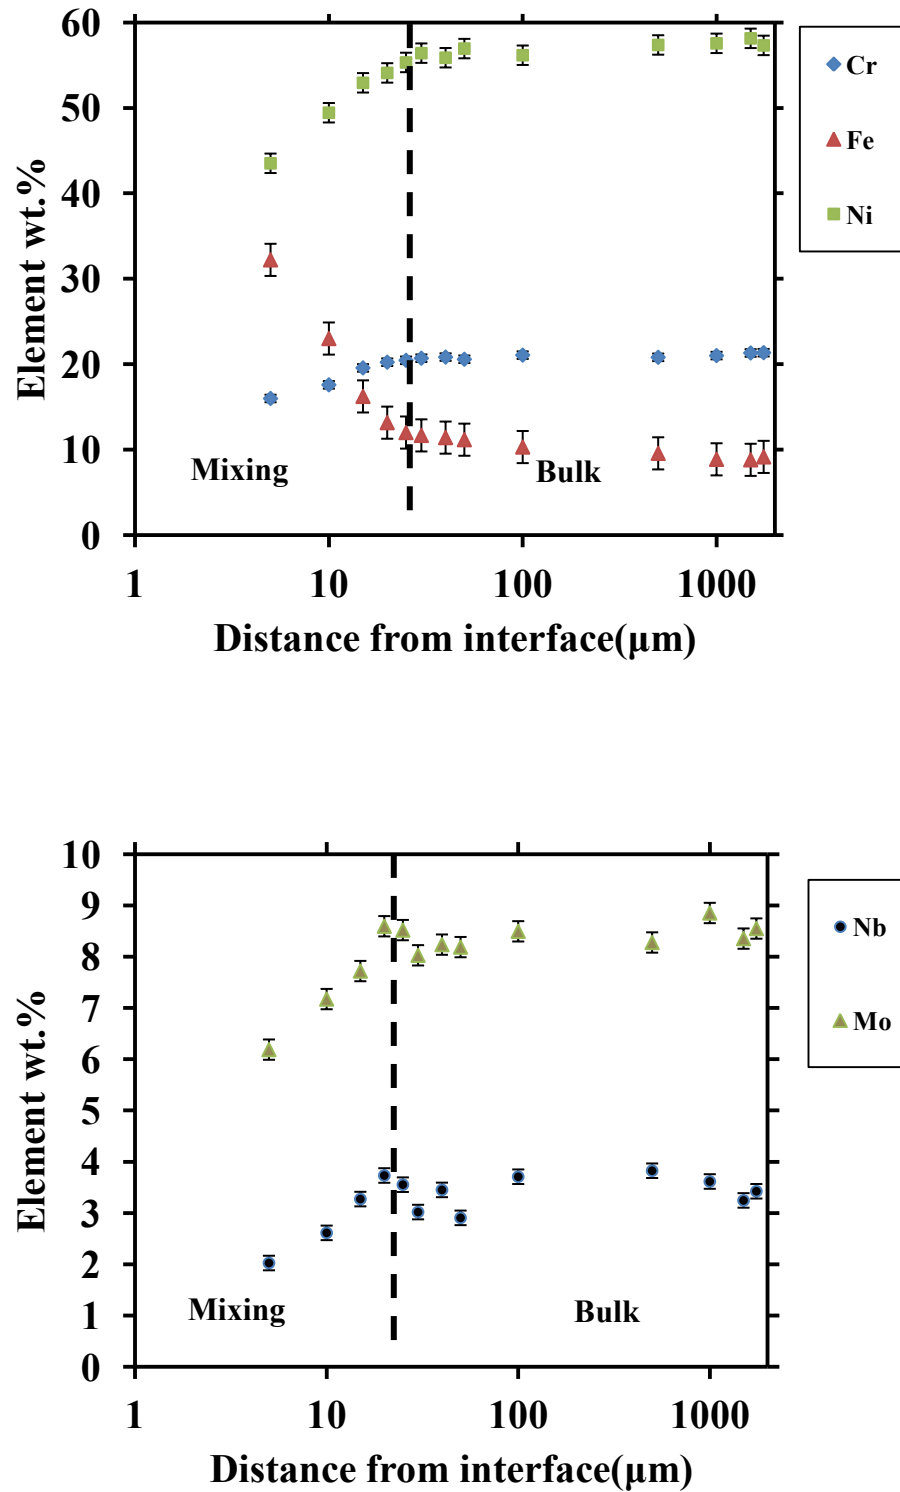 60
50
40
30
20
10
0
Element wt.%
Mixing
Bulk
1
10
100
1000
Distance from interface(μm)
Cr
Fe
Ni
10
9
8
7
6
5
4
3
2
1
0
Element wt.%
Mixing
Bulk
1
10
100
1000
Distance from interface(μm)
Nb
Mo